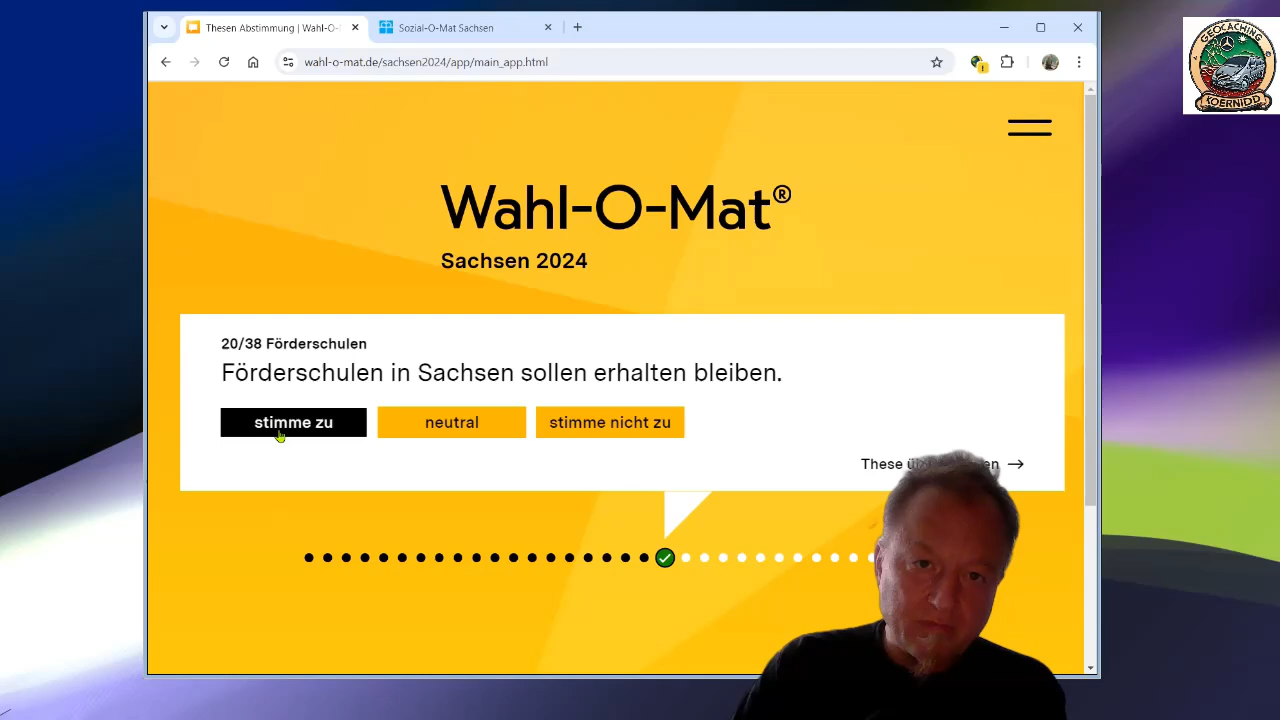 Thesen Abstimmung | Wahl-O-
Sozial-O-Mat Sachsen
wahl-o-mat.de/sachsen2024/app/main_app.html
GEOCACHING
KOERNIDD
Wahl-O-Mat®
Sachsen 2024
20/38 Förderschulen
Förderschulen in Sachsen sollen erhalten bleiben.
stimme zu
neutral
stimme nicht zu
These